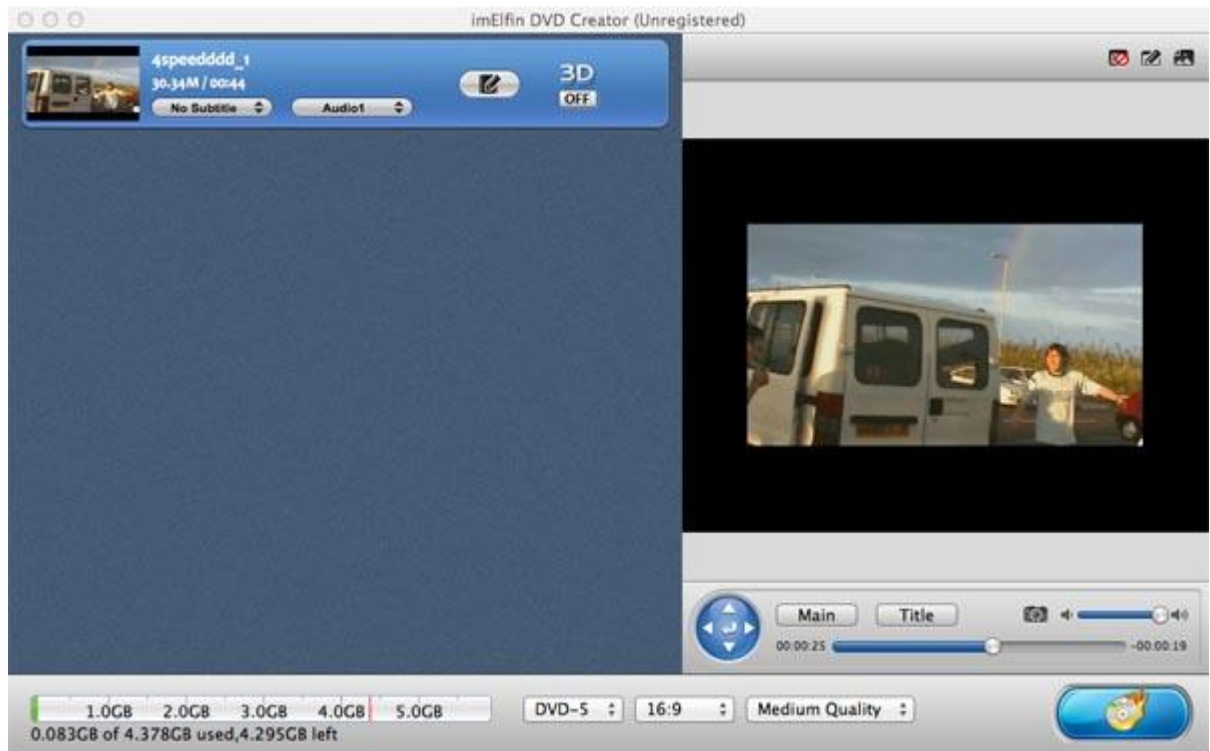 imElfin DVD Creator (Unregistered)
4speedddd_1
30.34M / 00:44
No Subtitle
Audio1
3D
OFF
Main
Title
00:00:25
-00:00:19
1.0GB 2.0GB 3.0GB 4.0GB 5.0GB
DVD-5
16:9
Medium Quality
0.083GB of 4.378GB used,4.295GB left